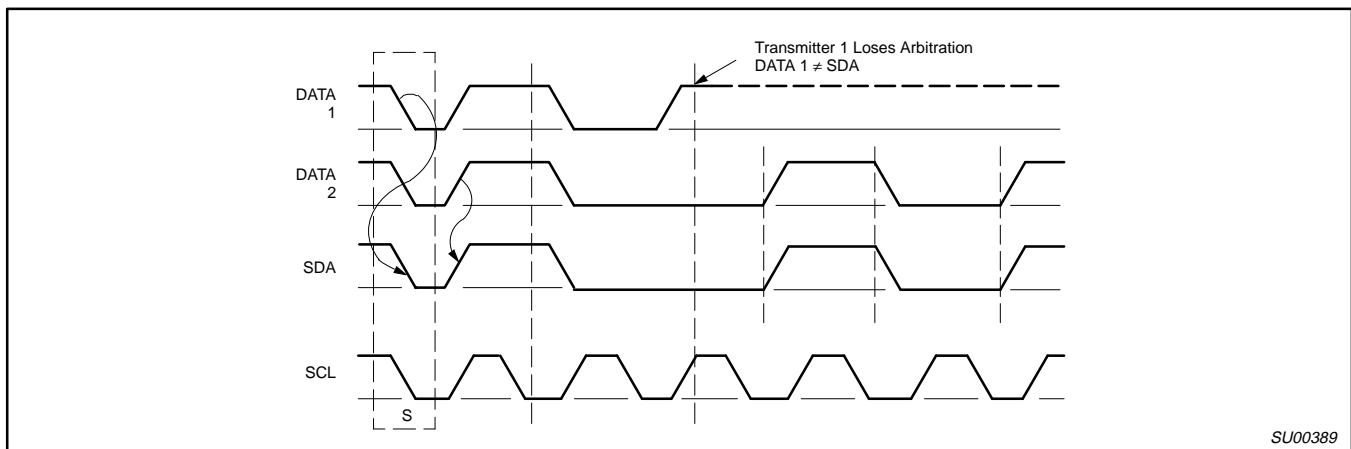 Transmitter 1 Loses Arbitration
DATA 1 ≠ SDA
DATA
1
DATA
2
SDA
SCL
S
SU00389